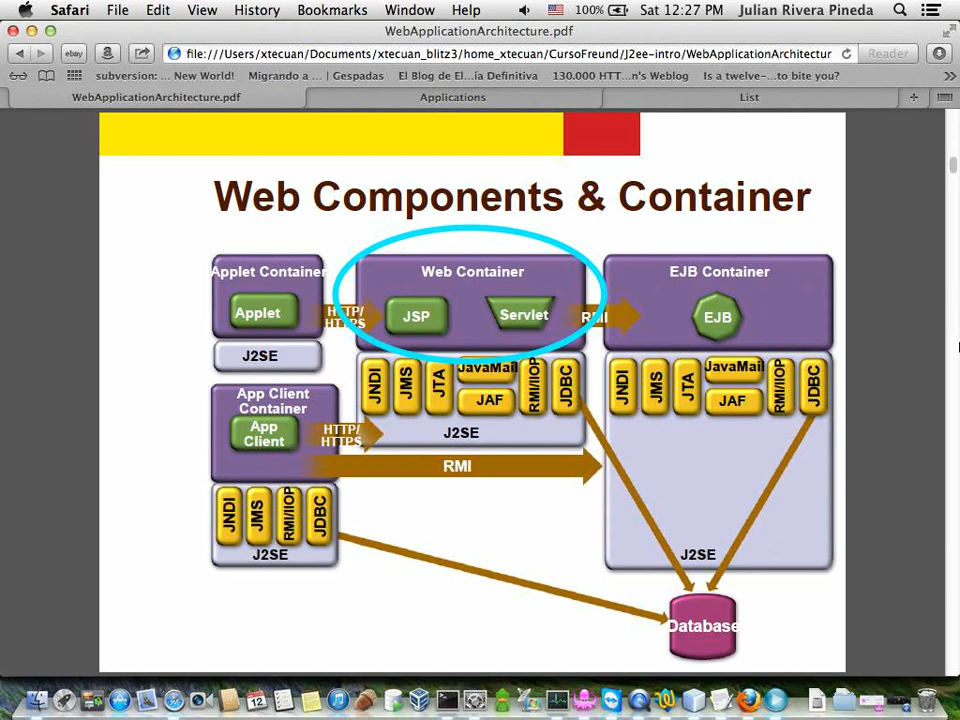 Safari File Edit View History Bookmarks Window Help 100% Sat 12:27 PM Julian Rivera Pineda
WebApplicationArchitecture.pdf
ebay a file:///Users/xtecuan/Documents/xtecuan_blitz3/home_xtecuan/CursoFreund/J2ee-intro/WebApplicationArchitectur Reader
subversion: ... New World! Migrando a ... | Gespadas El Blog de El...ía Definitiva 130.000 HTT...n's Weblog Is a twelve-...to bite you?
WebApplicationArchitecture.pdf Applications List
Web Components & Container
Applet Container Web Container EJB Container
Applet HTTP/ HTTPS JSP Servlet RMI EJB
J2SE
JNDI JMS JTA JavaMail JAF RMI/IIOP JDBC
J2SE
JNDI JMS JTA JavaMail JAF RMI/IIOP JDBC
J2SE
App Client
Container
App
Client
HTTP/
HTTPS
RMI
JNDI JMS RMI/IIOP JDBC
J2SE
Database